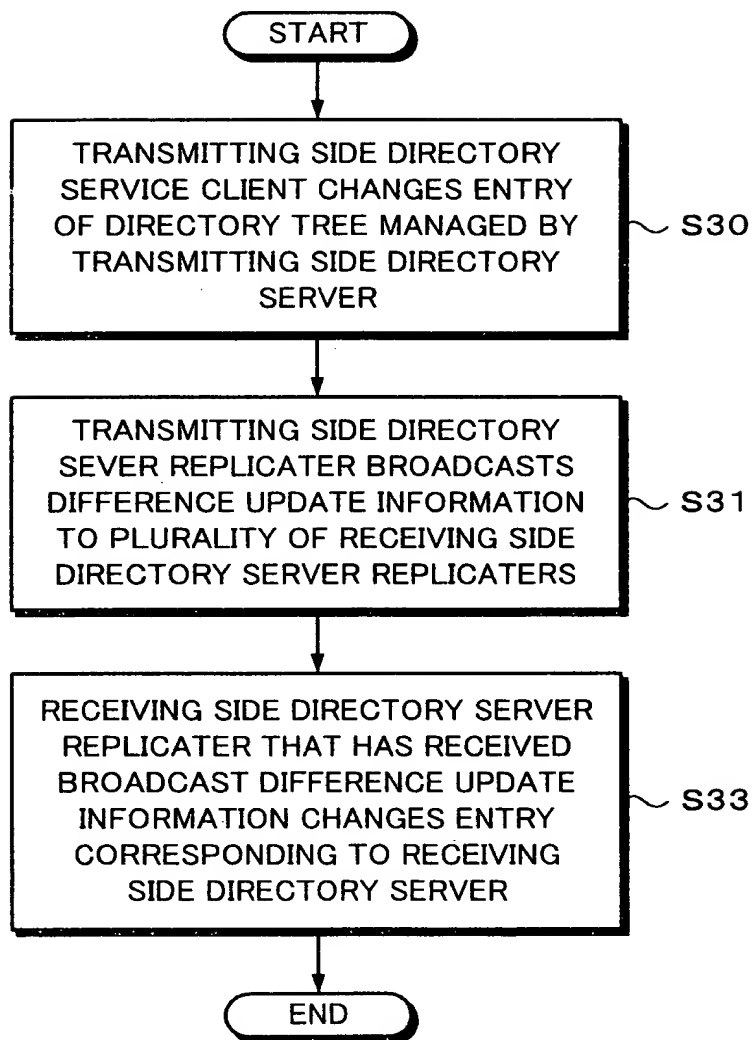 START
TRANSMITTING SIDE DIRECTORY
SERVICE CLIENT CHANGES ENTRY
OF DIRECTORY TREE MANAGED BY
TRANSMITTING SIDE DIRECTORY
SERVER
S30
TRANSMITTING SIDE DIRECTORY
SEVER REPLICATER BROADCASTS
DIFFERENCE UPDATE INFORMATION
TO PLURALITY OF RECEIVING SIDE
DIRECTORY SERVER REPLICATERS
S31
RECEIVING SIDE DIRECTORY SERVER
REPLICATER THAT HAS RECEIVED
BROADCAST DIFFERENCE UPDATE
INFORMATION CHANGES ENTRY
CORRESPONDING TO RECEIVING
SIDE DIRECTORY SERVER
S33
END